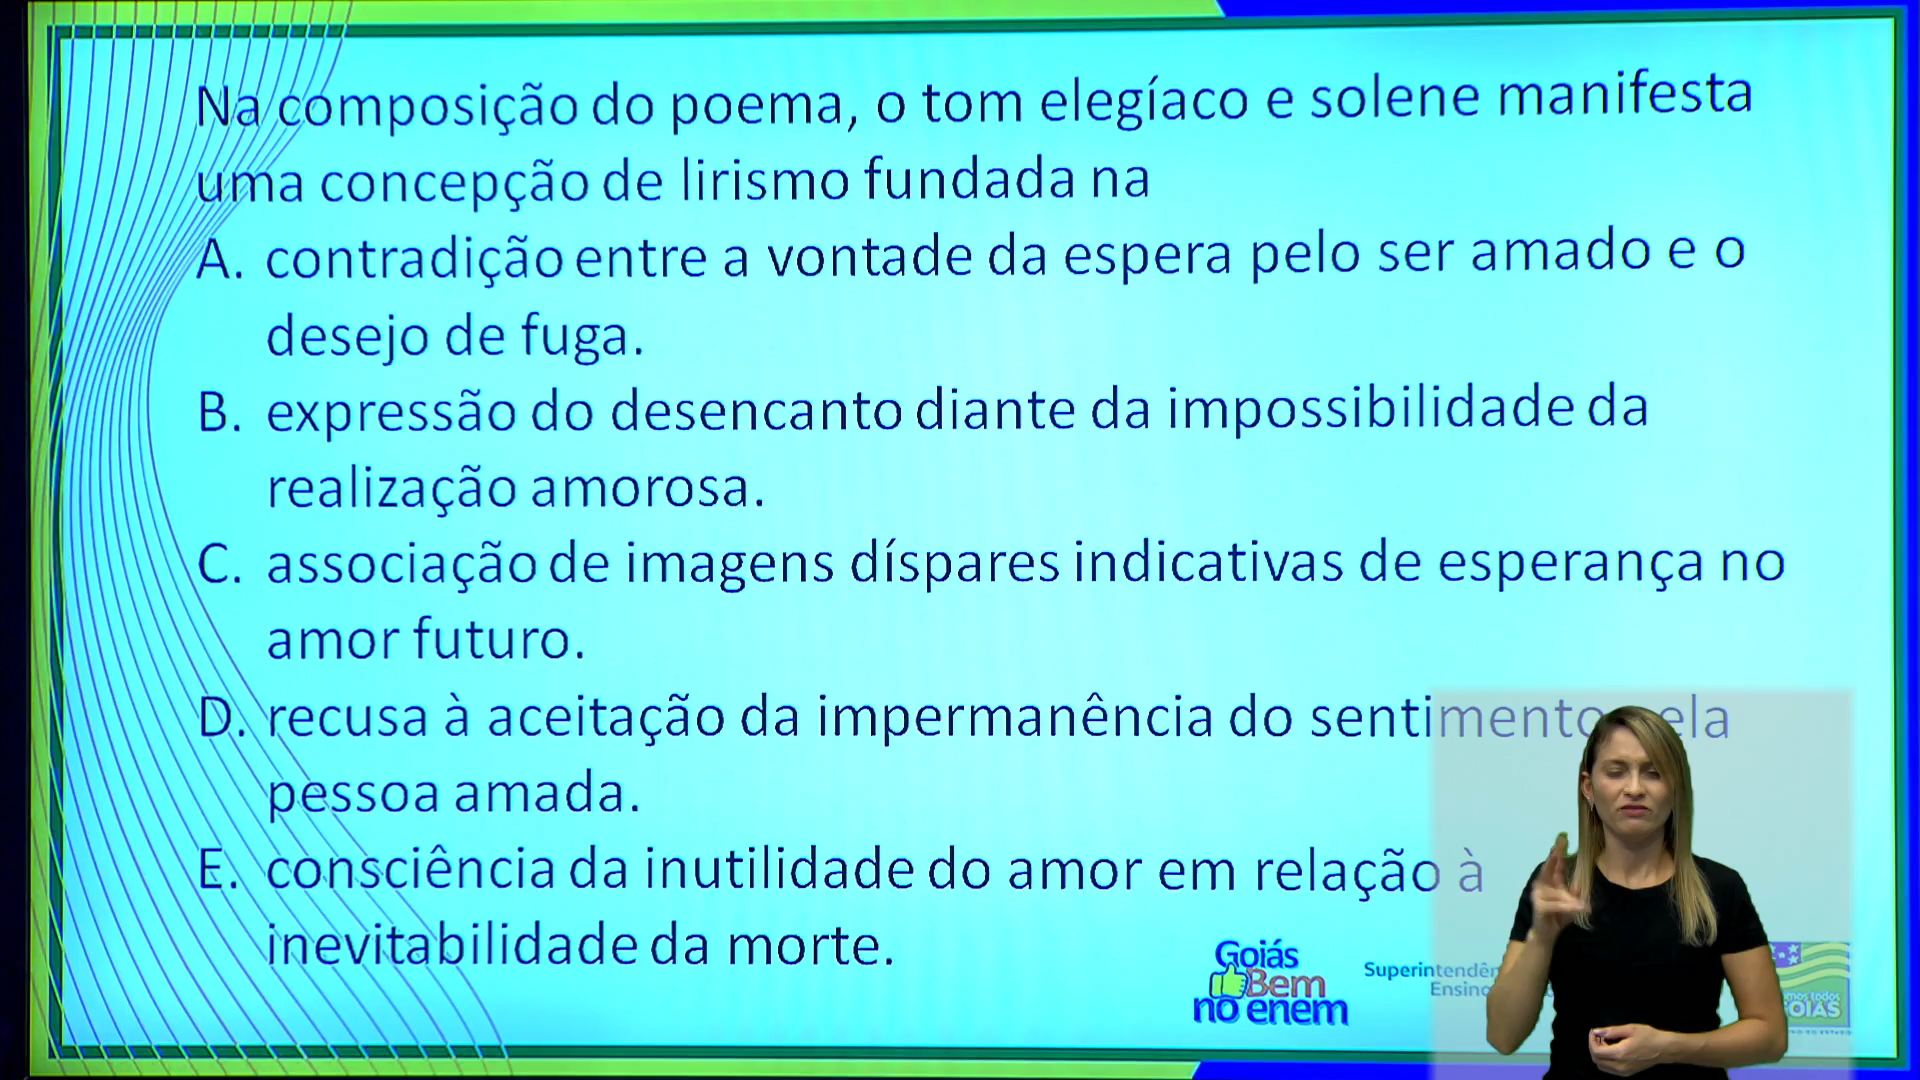 Na composição do poema, o tom elegíaco e solene manifesta
uma concepção de lirismo fundada na
A. contradição entre a vontade da espera pelo ser amado e o
desejo de fuga.
B. expressão do desencanto diante da impossibilidade da
realização amorosa.
C. associação de imagens díspares indicativas de esperança no
amor futuro.
D. recusa à aceitação da impermanência do sentimento pela
pessoa amada.
E. consciência da inutilidade do amor em relação à
inevitabilidade da morte.
Goiás
Bem
no enem
Ensino
GOIÁS